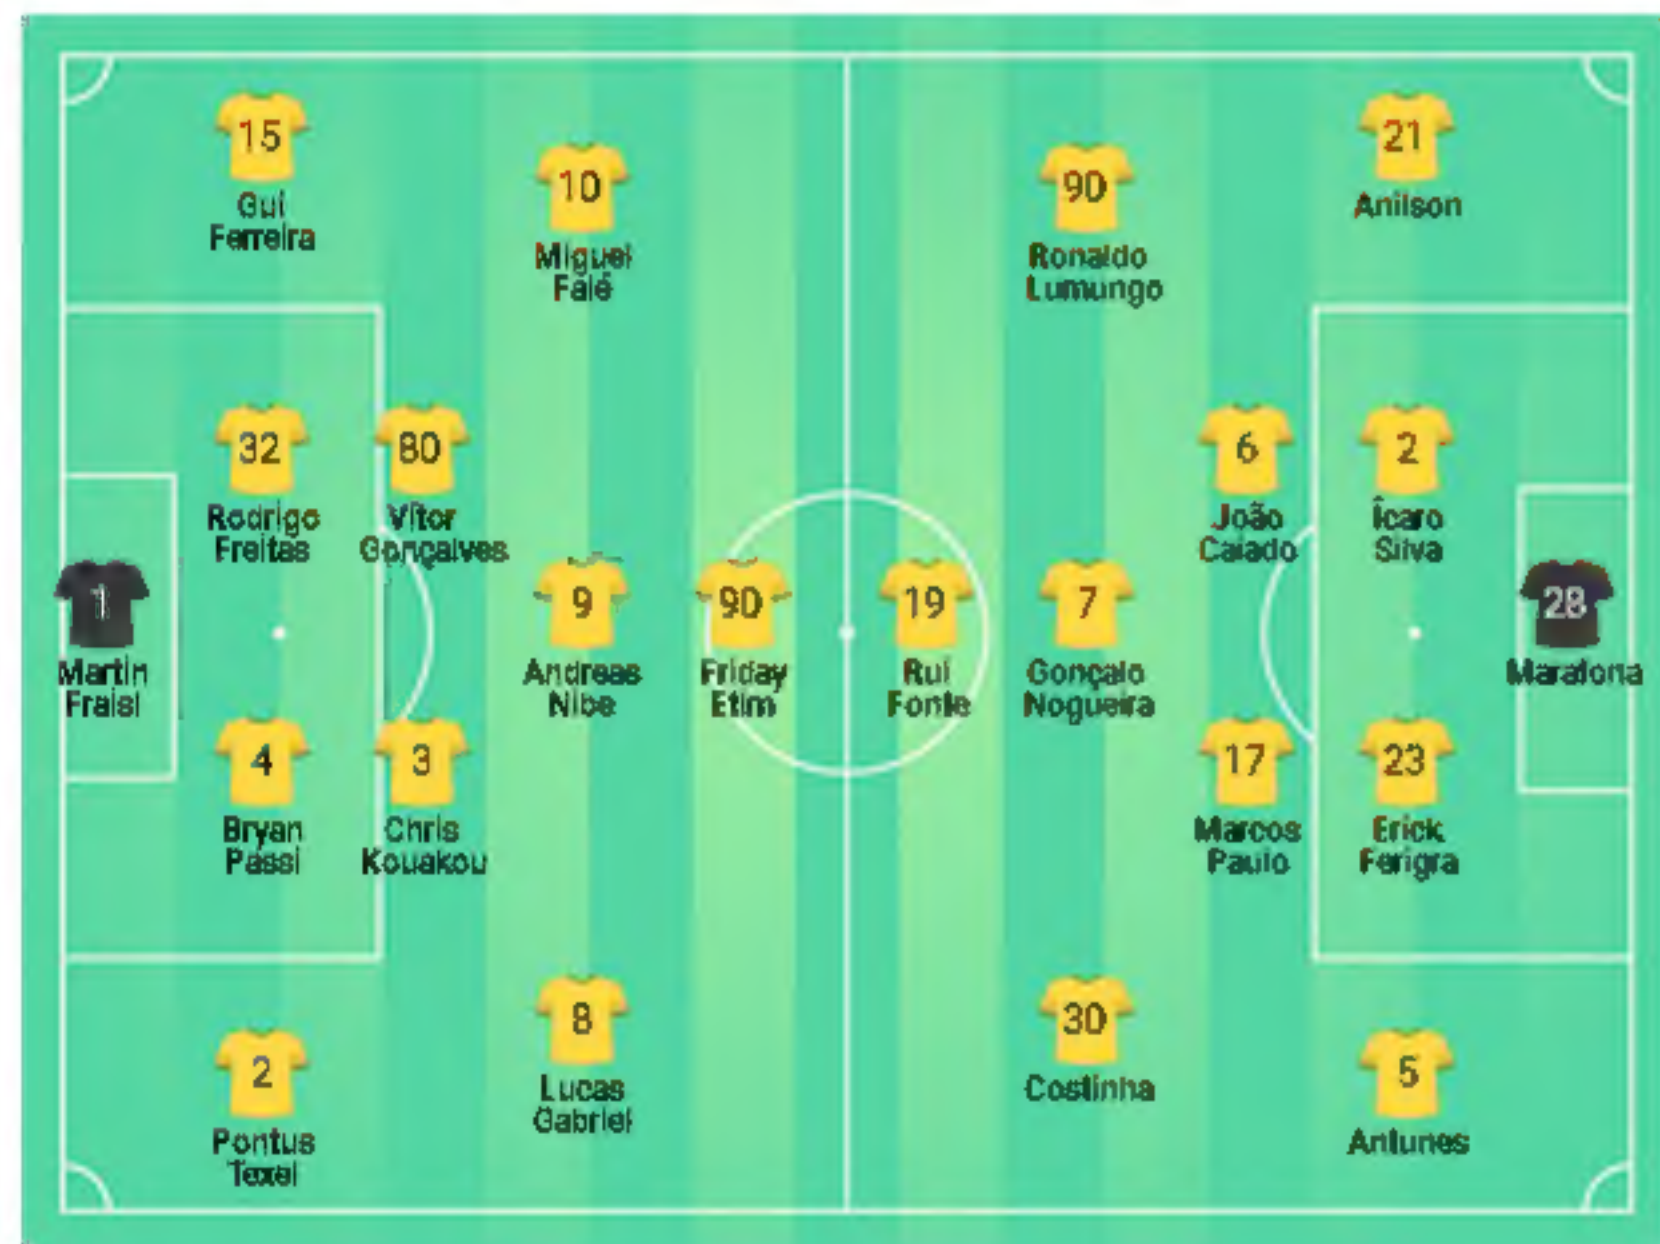 15
Gui
Ferreira
10
Miguel
Falé
90
Ronaldo
Lumungo
21
Anilson
32
Rodrigo
Freitas
80
Vítor
Gonçalves
6
João
Caiado
2
Ícaro
Silva
1
Martin
Fraisl
9
Andreas
Nibe
90
Friday
Etim
19
Rui
Fonte
7
Gonçalo
Nogueira
28
Maratona
4
Bryan
Passi
3
Chris
Kouakou
17
Marcos
Paulo
23
Erick
Ferigra
2
Pontus
Texel
8
Lucas
Gabriel
30
Costinha
5
Antunes